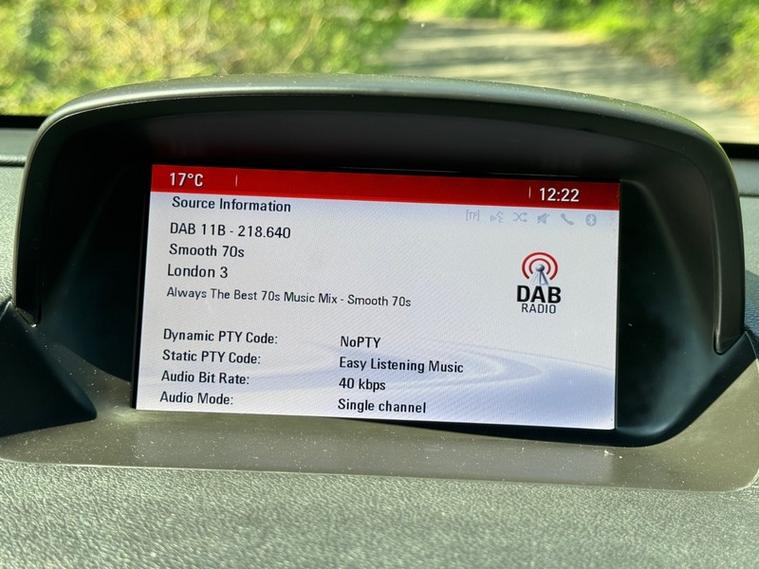 17°C 12:22
Source Information
[TP]
DAB 11B - 218.640
Smooth 70s
London 3
Always The Best 70s Music Mix - Smooth 70s
DAB
RADIO
Dynamic PTY Code: NoPTY
Static PTY Code: Easy Listening Music
Audio Bit Rate: 40 kbps
Audio Mode: Single channel